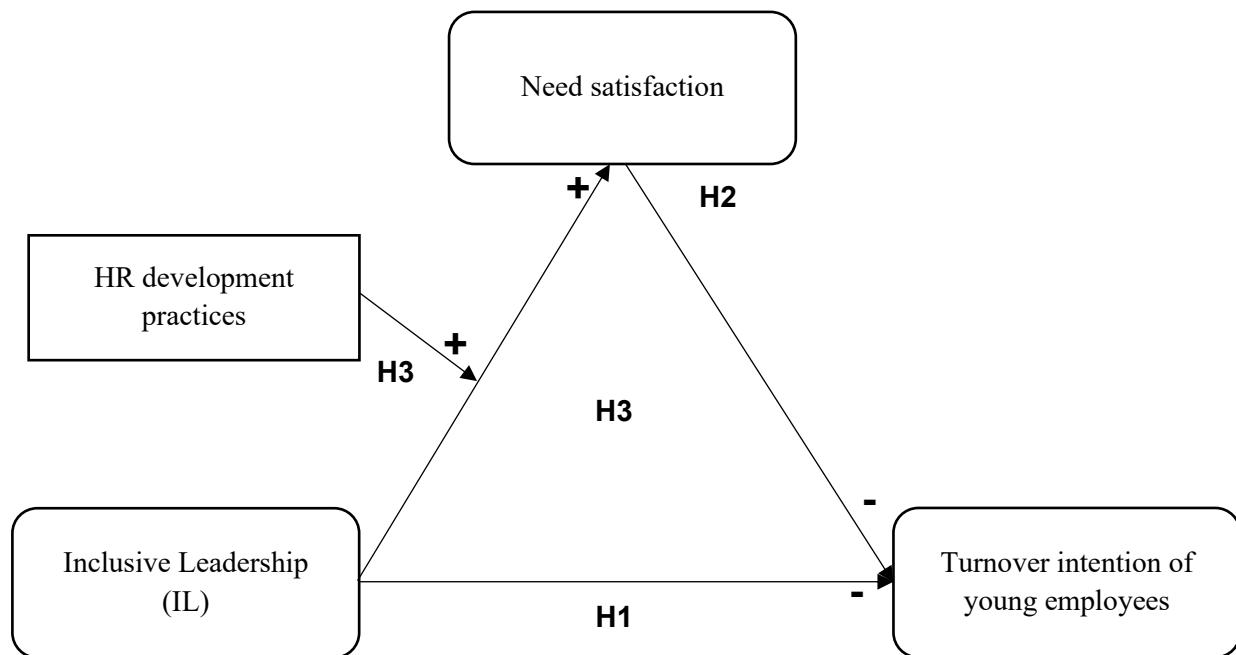 Need satisfaction
+
H2
HR development
practices
+
H3
H3
-
Inclusive Leadership
(IL)
-
H1
Turnover intention of
young employees